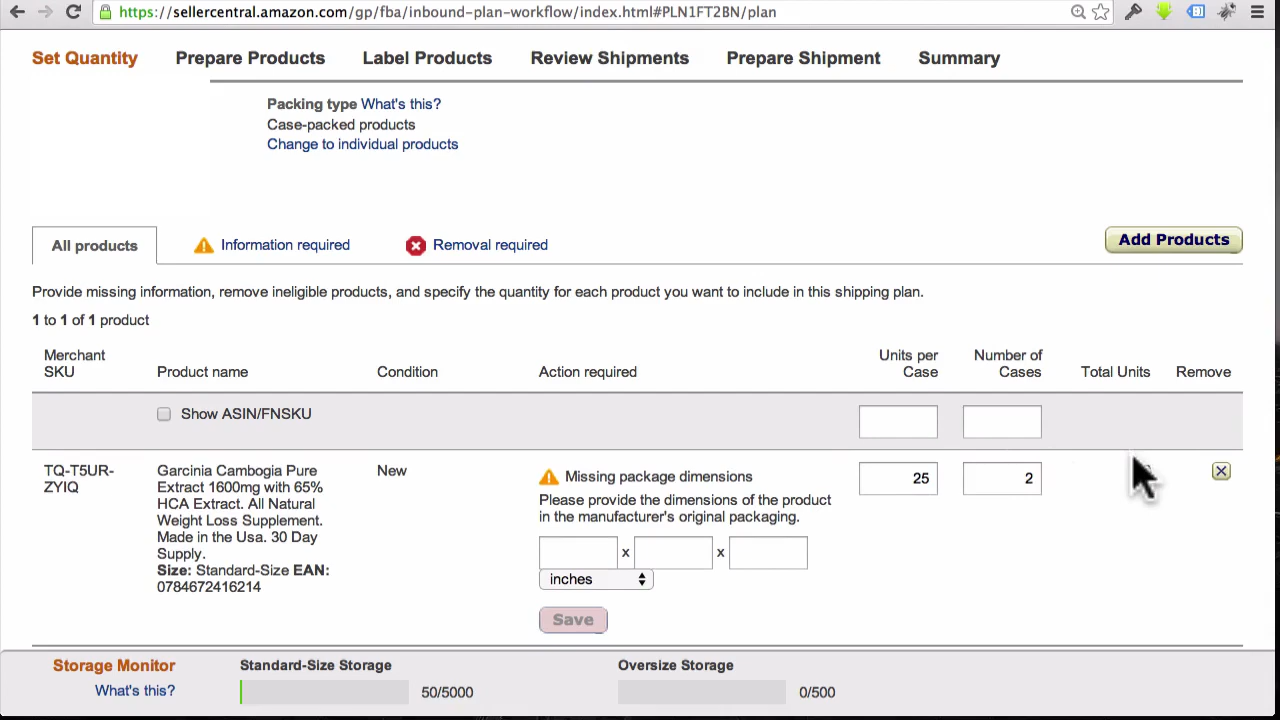 https://sellercentral.amazon.com/gp/fba/inbound-plan-workflow/index.html#PLN1FT2BN/plan
Set Quantity Prepare Products Label Products Review Shipments Prepare Shipment Summary
Packing type What's this?
Case-packed products
Change to individual products
All products Information required Removal required Add Products
Provide missing information, remove ineligible products, and specify the quantity for each product you want to include in this shipping plan.
1 to 1 of 1 product
Merchant SKU Product name Condition Action required Units per Case Number of Cases Total Units Remove
Show ASIN/FNSKU
TQ-T5UR-
ZYIQ
Garcinia Cambogia Pure
Extract 1600mg with 65%
HCA Extract. All Natural
Weight Loss Supplement.
Made in the Usa. 30 Day
Supply.
Size: Standard-Size EAN:
0784672416214
New
Missing package dimensions
Please provide the dimensions of the product
in the manufacturer's original packaging.
x x
inches
Save
25 2
Storage Monitor Standard-Size Storage Oversize Storage
What's this? 50/5000 0/500